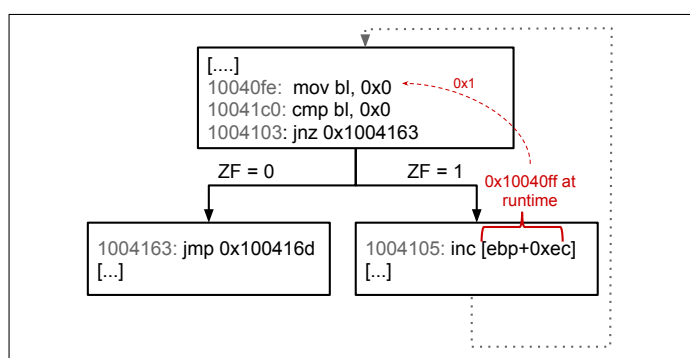 [....]
10040fe: mov bl, 0x0
10041c0: cmp bl, 0x0
1004103: jnz 0x1004163
0x1
ZF = 0
ZF = 1
0x10040ff at
runtime
1004163: jmp 0x100416d
[...]
1004105: inc [ebp+0xec]
[...]